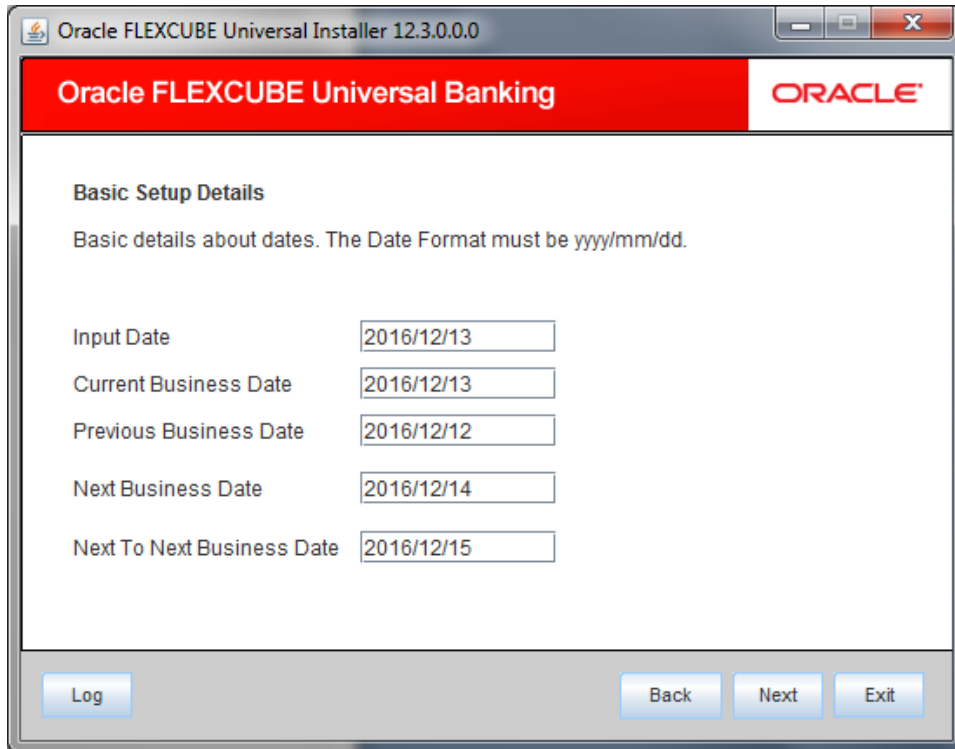 Oracle FLEXCUBE Universal Installer 12.3.0.0.0
Oracle FLEXCUBE Universal Banking
ORACLE
Basic Setup Details
Basic details about dates. The Date Format must be yyyy/mm/dd.
Input Date 2016/12/13
Current Business Date 2016/12/13
Previous Business Date 2016/12/12
Next Business Date 2016/12/14
Next To Next Business Date 2016/12/15
Log Back Next Exit